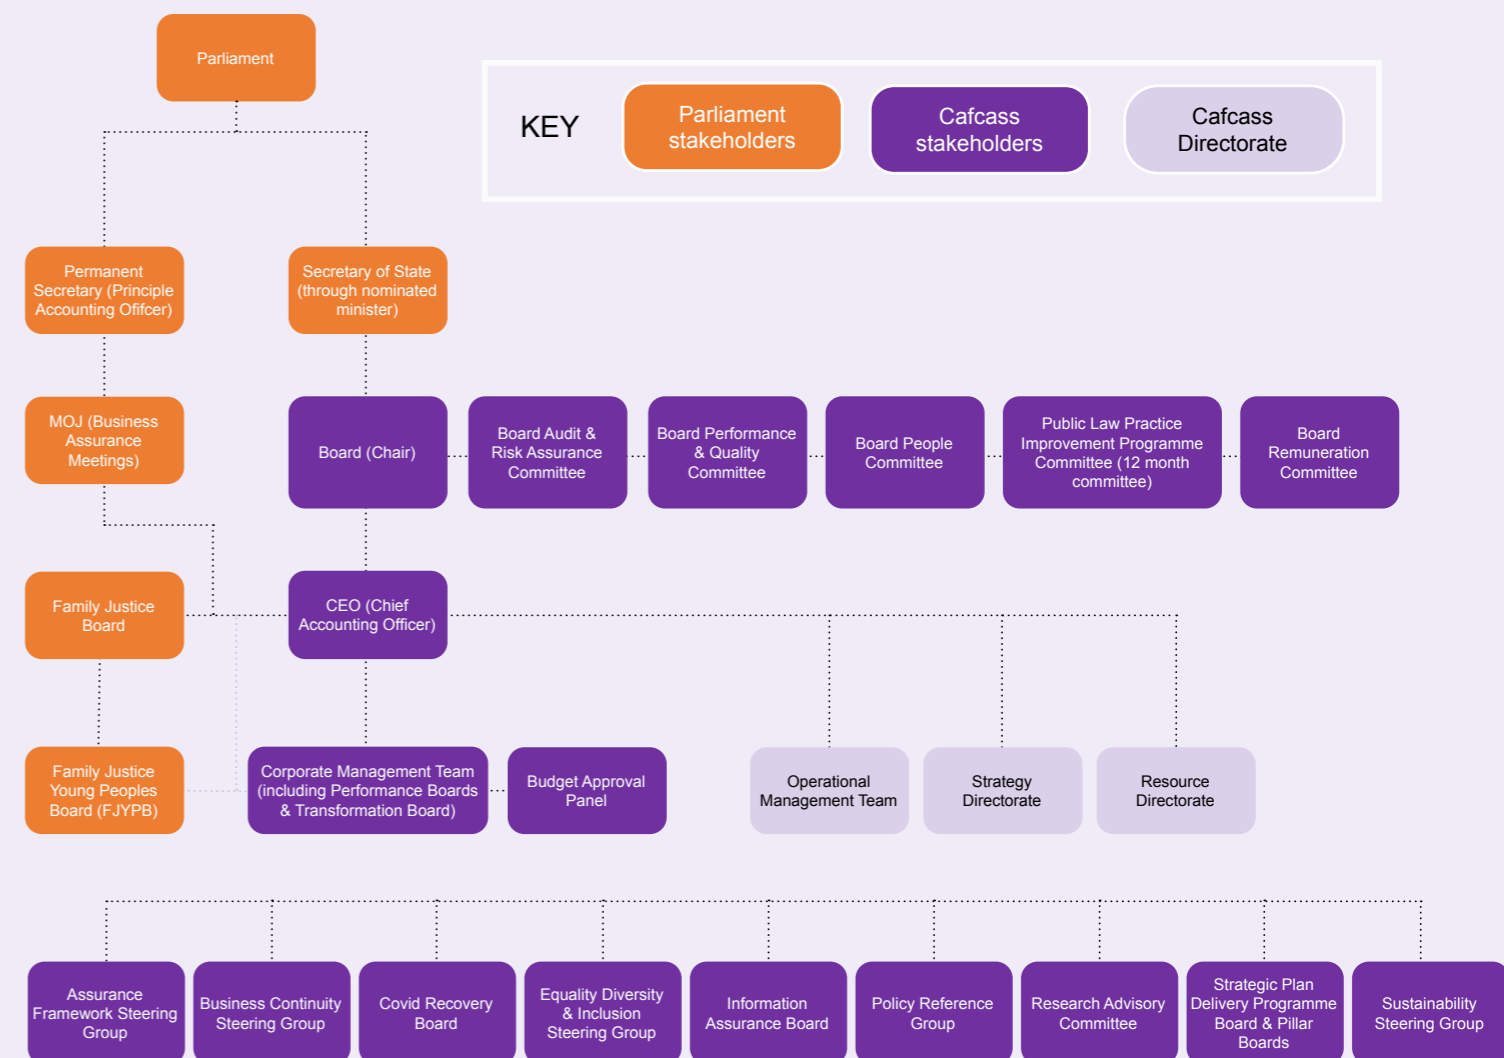 Parliament
KEY
Parliament
stakeholders
Cafcass
stakeholders
Cafcass
Directorate
Permanent
Secretary (Principle
Accounting Ofifcer)
Secretary of State
(through nominated
minister)
MOJ (Business
Assurance
Meetings)
Board (Chair)
Board Audit &
Risk Assurance
Committee
Board Performance
& Quality
Committee
Board People
Committee
Public Law Practice
Improvement Programme
Committee (12 month
committee)
Board
Remuneration
Committee
Family Justice
Board
CEO (Chief
Accounting Officer)
Family Justice
Young Peoples
Board (FJYPB)
Corporate Management Team
(including Performance Boards
& Transformation Board)
Budget Approval
Panel
Operational
Management Team
Strategy
Directorate
Resource
Directorate
Assurance
Framework Steering
Group
Business Continuity
Steering Group
Covid Recovery
Board
Equality Diversity
& Inclusion
Steering Group
Information
Assurance Board
Policy Reference
Group
Research Advisory
Committee
Strategic Plan
Delivery Programme
Board & Pillar
Boards
Sustainability
Steering Group